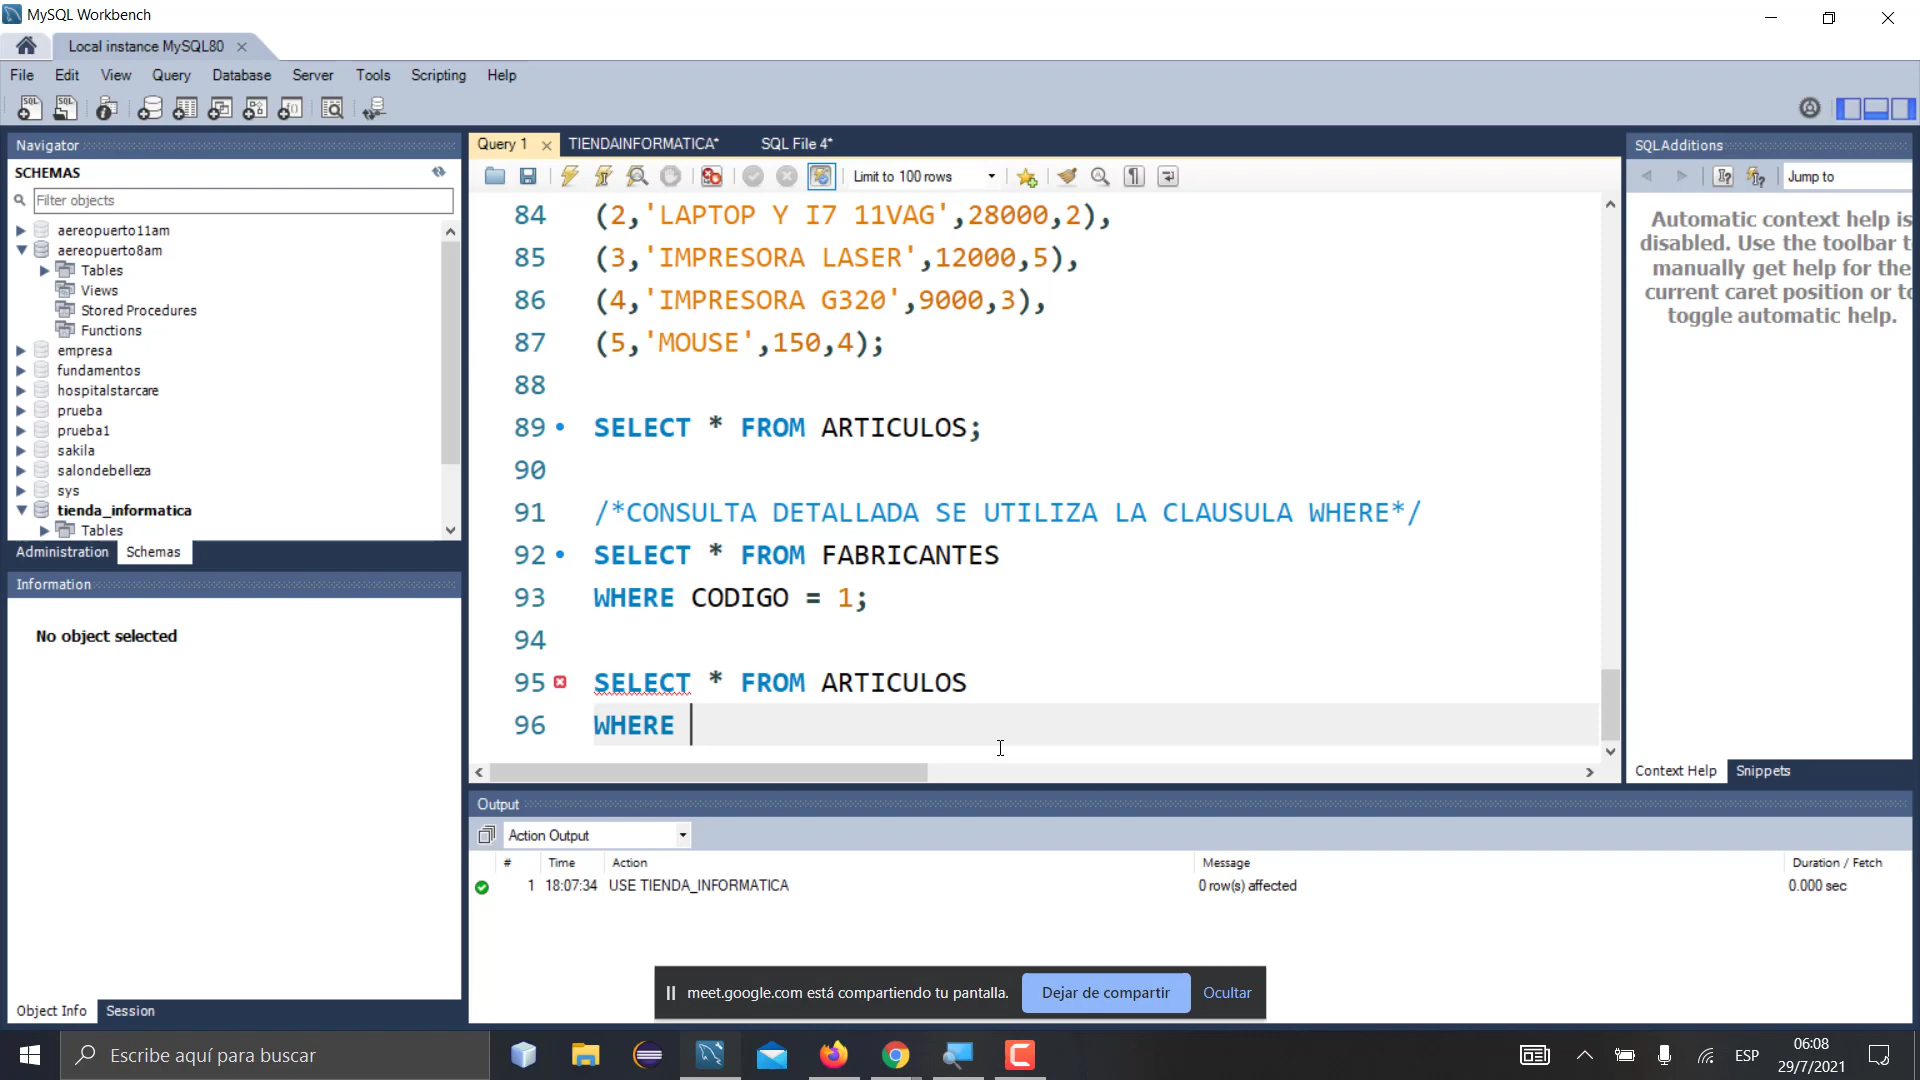 MySQL Workbench
Local instance MySQL80
File Edit View Query Database Server Tools Scripting Help
Navigator
SCHEMAS
Filter objects
aereopuerto11am
aereopuerto8am
Tables
Views
Stored Procedures
Functions
empresa
fundamentos
hospitalstarcare
prueba
prueba1
sakila
salondebelleza
sys
tienda_informatica
Tables
Administration Schemas
Information
No object selected
Object Info Session
Query 1 TIENDAINFORMATICA* SQL File 4*
Limit to 100 rows
84 (2,'LAPTOP Y I7 11VAG',28000,2),
85 (3,'IMPRESORA LASER',12000,5),
86 (4,'IMPRESORA G320',9000,3),
87 (5,'MOUSE',150,4);
88
89 SELECT * FROM ARTICULOS;
90
91 /*CONSULTA DETALLADA SE UTILIZA LA CLAUSULA WHERE*/
92 SELECT * FROM FABRICANTES
93 WHERE CODIGO = 1;
94
95 SELECT * FROM ARTICULOS
96 WHERE
SQLAdditions
Jump to
Automatic context help is
disabled. Use the toolbar t
manually get help for the
current caret position or to
toggle automatic help.
Context Help Snippets
Output
Action Output
# Time Action Message Duration / Fetch
1 18:07:34 USE TIENDA_INFORMATICA 0 row(s) affected 0.000 sec
meet.google.com está compartiendo tu pantalla. Dejar de compartir Ocultar
Escribe aquí para buscar
ESP
06:08
29/7/2021